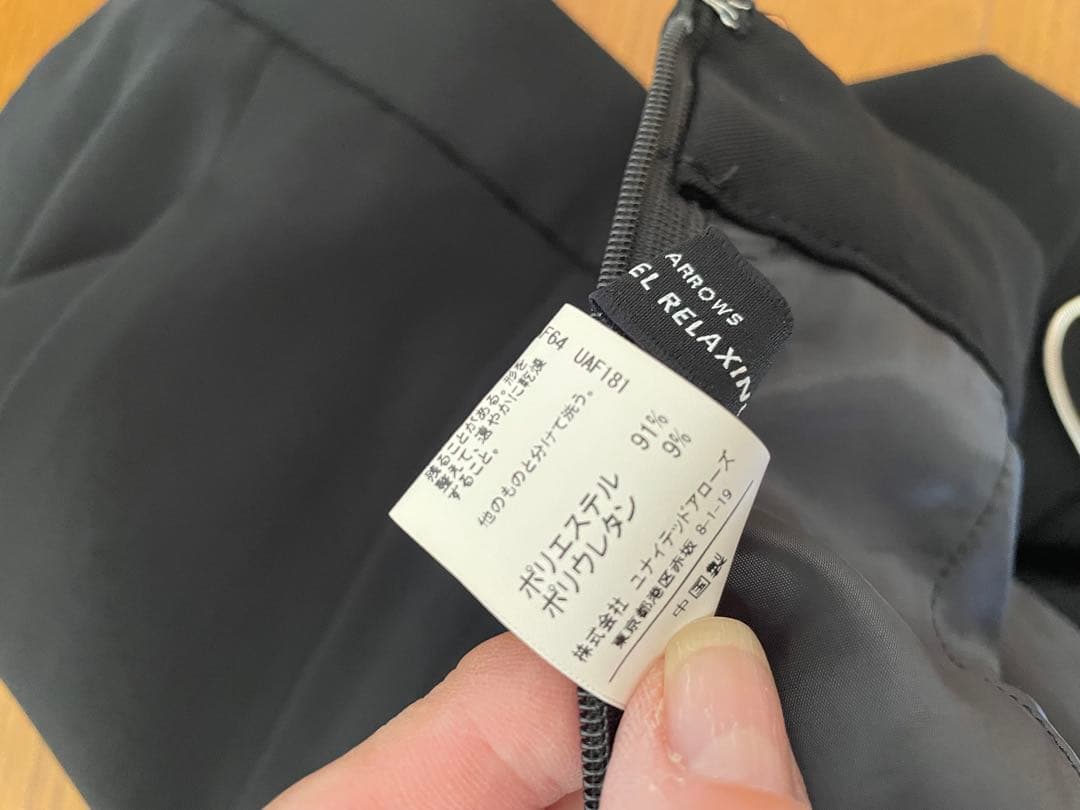 ARROWS
EL RELAXIN
F64 UAF181
残ることがある。形を
整えて、速やかに乾燥
すること。
他のものと分けて洗う。
ポリエステル 91%
ポリウレタン 9%
株式会社 ユナイテッドアローズ
東京都港区赤坂 8-1-19
中国製